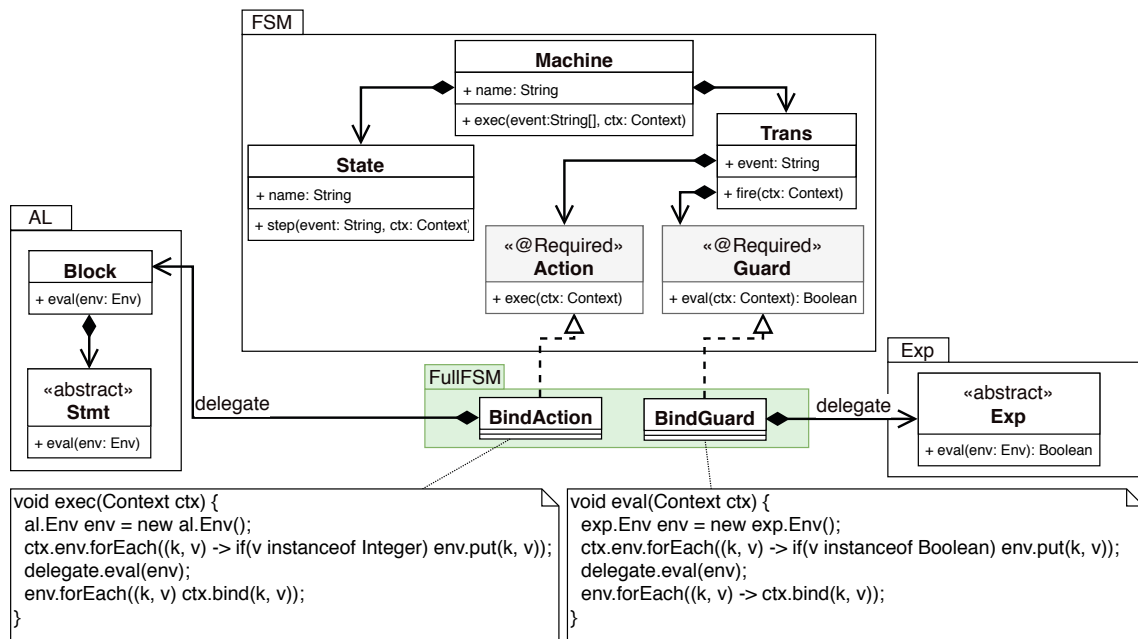 FSM
Machine
+ name: String
+ exec(event:String[], ctx: Context)
Trans
+ event: String
+ fire(ctx: Context)
State
+ name: String
+ step(event: String, ctx: Context)
AL
Block
+ eval(env: Env)
«@Required»
Action
+ exec(ctx: Context)
«@Required»
Guard
+ eval(ctx: Context): Boolean
«abstract»
Stmt
+ eval(env: Env)
delegate
FullFSM
BindAction
BindGuard
delegate
Exp
«abstract»
Exp
+ eval(env: Env): Boolean
void exec(Context ctx) {
al.Env env = new al.Env();
ctx.env.forEach((k, v) -> if(v instanceof Integer) env.put(k, v));
delegate.eval(env);
env.forEach((k, v) ctx.bind(k, v));
}
void eval(Context ctx) {
exp.Env env = new exp.Env();
ctx.env.forEach((k, v) -> if(v instanceof Boolean) env.put(k, v));
delegate.eval(env);
env.forEach((k, v) -> ctx.bind(k, v));
}